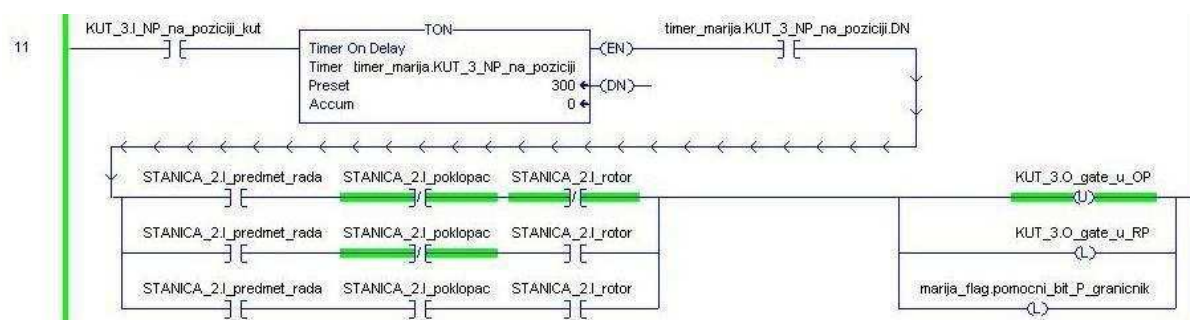 KUT_3.I_NP_na_poziciji_kut
TON
timer_marija.KUT_3_NP_na_poziciji.DN
11
Timer On Delay
EN
Timer timer_marija.KUT_3_NP_na_poziciji
Preset 300
DN
Accum 0
STANICA_2.I_predmet_rada STANICA_2.I_poklopac STANICA_2.I_rotor KUT_3.O_gate_u_OP
/ / U
STANICA_2.I_predmet_rada STANICA_2.I_poklopac STANICA_2.I_rotor KUT_3.O_gate_u_RP
/ L
STANICA_2.I_predmet_rada STANICA_2.I_poklopac STANICA_2.I_rotor marija_flag.pomocni_bit_P_granicnik
L